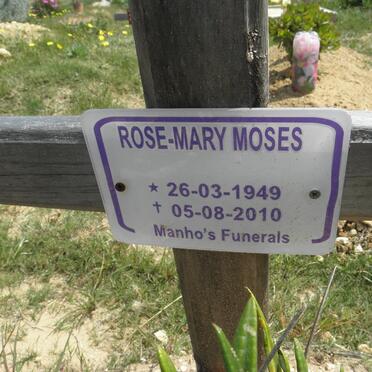 ROSE-MARY MOSES
★ 26-03-1949
✝ 05-08-2010
Manho's Funerals